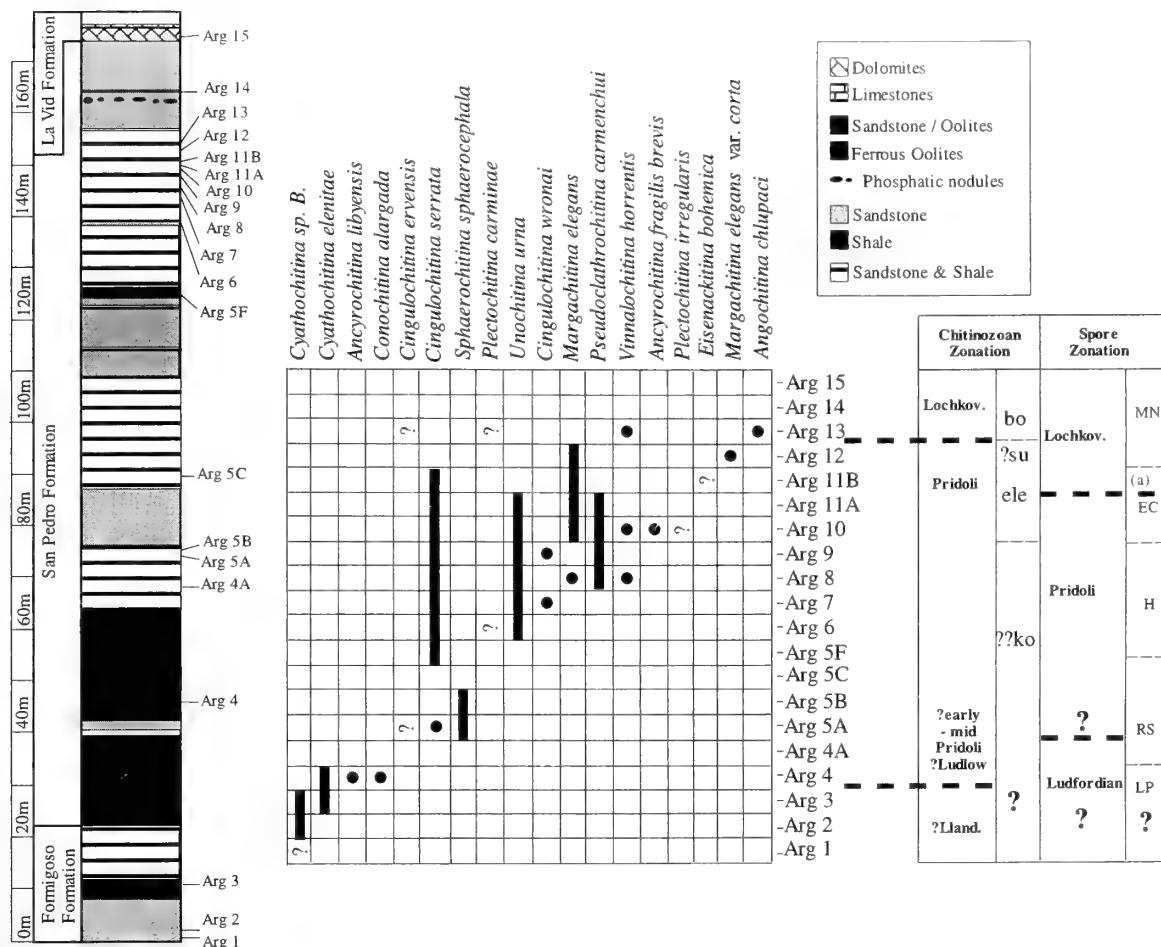 La Vid Formation
San Pedro Formation
Formigoso
Formation
160m
140m
120m
100m
80m
60m
40m
20m
0m
Arg 15
Arg 14
Arg 13
Arg 12
Arg 11B
Arg 11A
Arg 10
Arg 9
Arg 8
Arg 7
Arg 6
Arg 5F
Arg 5C
Arg 5B
Arg 5A
Arg 4A
Arg 4
Arg 3
Arg 2
Arg 1
Cyathochitina sp. B.
Cyathochitina elenitae
Ancyrochitina libyensis
Conochitina alargada
Cingulochitina ervensis
Cingulochitina serrata
Sphaerochitina sphaerocephala
Plectochitina carminae
Urnochitina urna
Cingulochitina wronai
Margachitina elegans
Pseudoclathrochitina carmenchui
Vinnalochitina horrentis
Ancyrochitina fragilis brevis
Plectochitina irregularis
Eisenackitina bohemica
Margachitina elegans var. corta
Angochitina chlupaci
? ?
?
?
?
?
?
Arg 15
Arg 14
Arg 13
Arg 12
Arg 11B
Arg 11A
Arg 10
Arg 9
Arg 8
Arg 7
Arg 6
Arg 5F
Arg 5C
Arg 5B
Arg 5A
Arg 4A
Arg 4
Arg 3
Arg 2
Arg 1
Dolomites
Limestones
Sandstone / Oolites
Ferrous Oolites
Phosphatic nodules
Sandstone
Shale
Sandstone & Shale
Chitinozoan
Zonation
Spore
Zonation
Lochkov.
Pridoli
?early
- mid
Pridoli
?Ludlow
?Lland.
bo
?su
ele
??ko
?
Lochkov.
Pridoli
?
Ludfordian
?
MN
(a)
EC
H
RS
LP
?